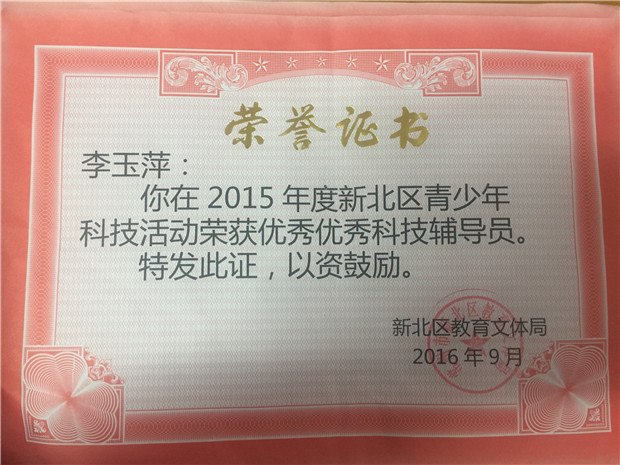 荣誉证书
李玉萍：
你在 2015 年度新北区青少年
科技活动荣获优秀优秀科技辅导员。
特发此证，以资鼓励。
新北区教育文体局
2016 年 9 月